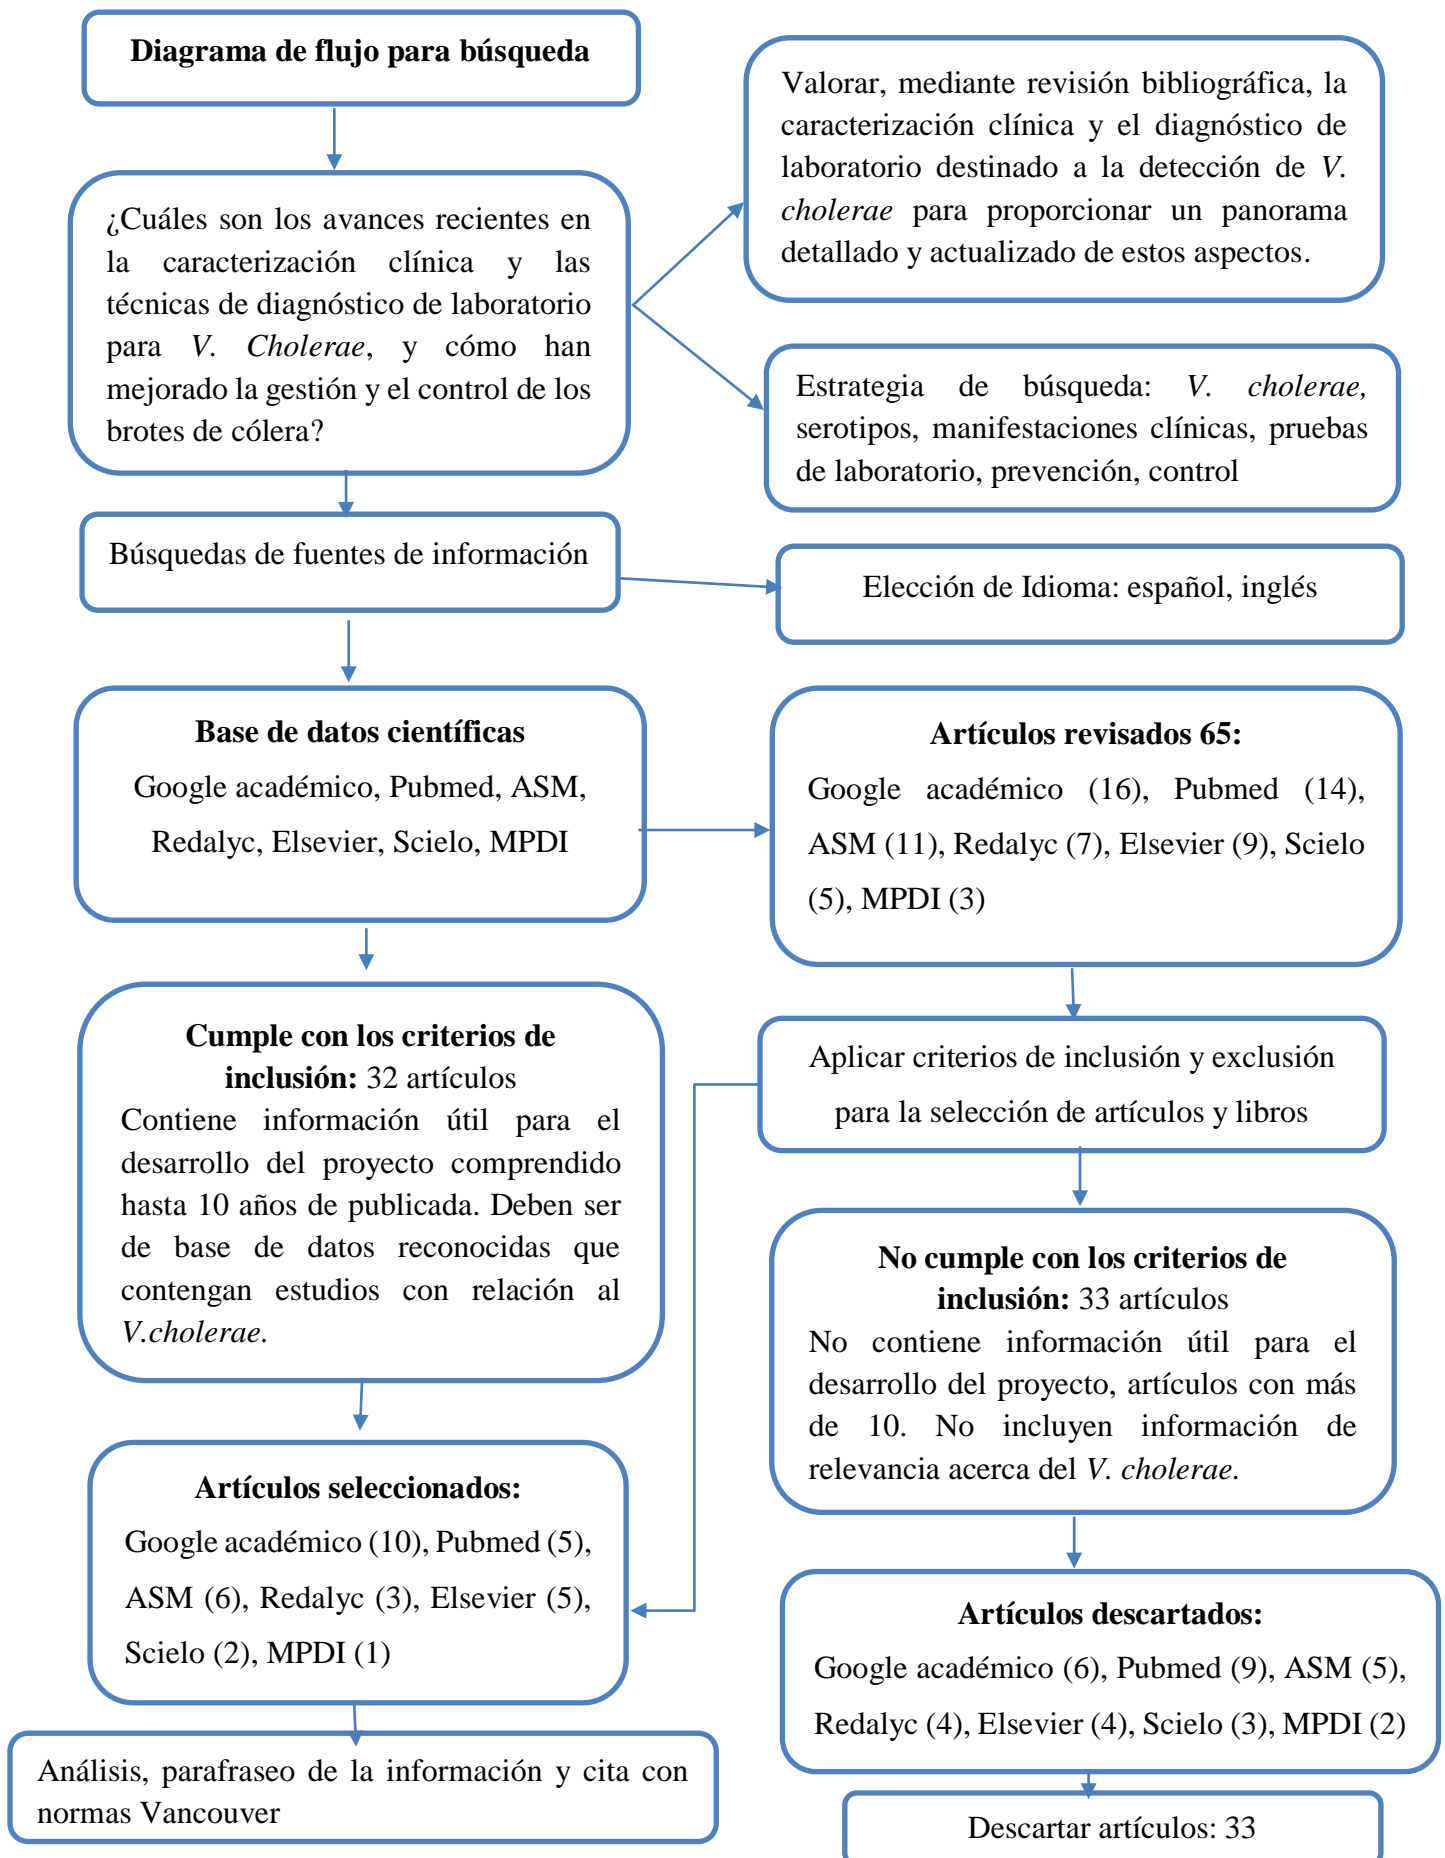 Diagrama de flujo para búsqueda
Valorar, mediante revisión bibliográfica, la
caracterización clínica y el diagnóstico de
laboratorio destinado a la detección de V.
cholerae para proporcionar un panorama
detallado y actualizado de estos aspectos.
¿Cuáles son los avances recientes en
la caracterización clínica y las
técnicas de diagnóstico de laboratorio
para V. Cholerae, y cómo han
mejorado la gestión y el control de los
brotes de cólera?
Estrategia de búsqueda: V. cholerae,
serotipos, manifestaciones clínicas, pruebas
de laboratorio, prevención, control
Búsquedas de fuentes de información
Elección de Idioma: español, inglés
Base de datos científicas
Google académico, Pubmed, ASM,
Redalyc, Elsevier, Scielo, MPDI
Artículos revisados 65:
Google académico (16), Pubmed (14),
ASM (11), Redalyc (7), Elsevier (9), Scielo
(5), MPDI (3)
Cumple con los criterios de
inclusión: 32 artículos
Contiene información útil para el
desarrollo del proyecto comprendido
hasta 10 años de publicada. Deben ser
de base de datos reconocidas que
contengan estudios con relación al
V.cholerae.
Aplicar criterios de inclusión y exclusión
para la selección de artículos y libros
No cumple con los criterios de
inclusión: 33 artículos
No contiene información útil para el
desarrollo del proyecto, artículos con más
de 10. No incluyen información de
relevancia acerca del V. cholerae.
Artículos seleccionados:
Google académico (10), Pubmed (5),
ASM (6), Redalyc (3), Elsevier (5),
Scielo (2), MPDI (1)
Artículos descartados:
Google académico (6), Pubmed (9), ASM (5),
Redalyc (4), Elsevier (4), Scielo (3), MPDI (2)
Análisis, parafraseo de la información y cita con
normas Vancouver
Descartar artículos: 33